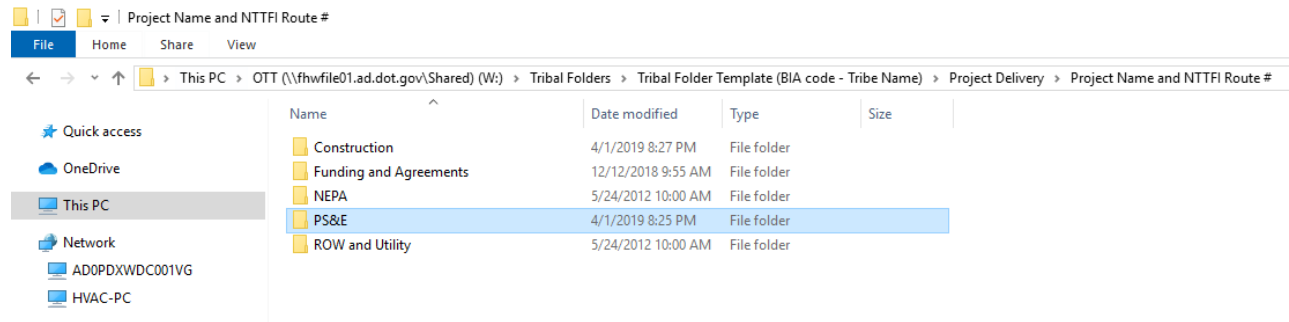 Project Name and NTTFI Route #
File Home Share View
This PC > OTT (\\fhwfile01.ad.dot.gov\Shared) (W:) > Tribal Folders > Tribal Folder Template (BIA code - Tribe Name) > Project Delivery > Project Name and NTTFI Route #
Name Date modified Type Size
Quick access
OneDrive
This PC
Network
AD0PDXWDC001VG
HVAC-PC
Construction 4/1/2019 8:27 PM File folder
Funding and Agreements 12/12/2018 9:55 AM File folder
NEPA 5/24/2012 10:00 AM File folder
PS&E 4/1/2019 8:25 PM File folder
ROW and Utility 5/24/2012 10:00 AM File folder